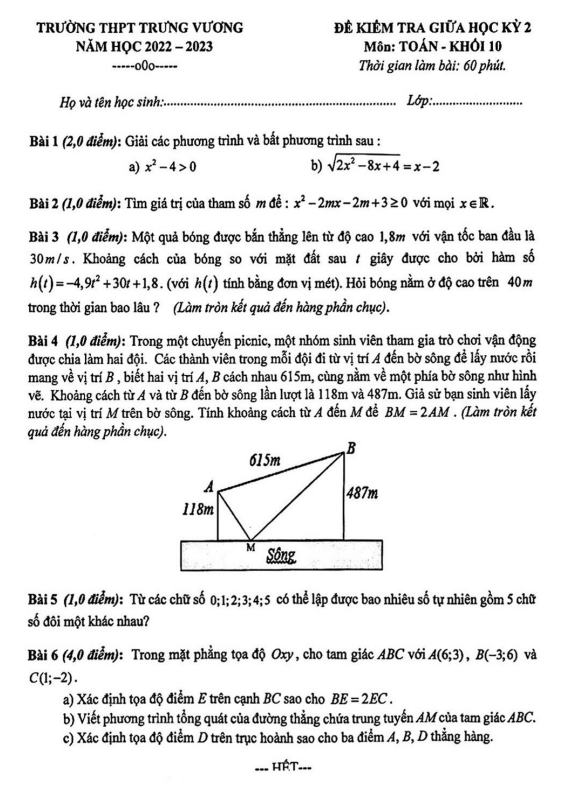 TRƯỜNG THPT TRƯNG VƯƠNG
NĂM HỌC 2022 – 2023
-----o0o-----
ĐỀ KIỂM TRA GIỮA HỌC KỲ 2
Môn: TOÁN - KHỐI 10
Thời gian làm bài: 60 phút.
Họ và tên học sinh:............................................................ Lớp:..........................
Bài 1 (2,0 điểm): Giải các phương trình và bất phương trình sau :
a) x² − 4 > 0 b) √(2x² − 8x + 4) = x − 2
Bài 2 (1,0 điểm): Tìm giá trị của tham số m để : x² − 2mx − 2m + 3 ≥ 0 với mọi x ∈ ℝ.
Bài 3 (1,0 điểm): Một quả bóng được bắn thẳng lên từ độ cao 1,8m với vận tốc ban đầu là
30m/s. Khoảng cách của bóng so với mặt đất sau t giây được cho bởi hàm số
h(t) = −4,9t² + 30t + 1,8. (với h(t) tính bằng đơn vị mét). Hỏi bóng nằm ở độ cao trên 40m
trong thời gian bao lâu ? (Làm tròn kết quả đến hàng phần chục).
Bài 4 (1,0 điểm): Trong một chuyến picnic, một nhóm sinh viên tham gia trò chơi vận động
được chia làm hai đội. Các thành viên trong mỗi đội đi từ vị trí A đến bờ sông để lấy nước rồi
mang về vị trí B , biết hai vị trí A, B cách nhau 615m, cùng nằm về một phía bờ sông như hình
vẽ. Khoảng cách từ A và từ B đến bờ sông lần lượt là 118m và 487m. Giả sử bạn sinh viên lấy
nước tại vị trí M trên bờ sông. Tính khoảng cách từ A đến M để BM = 2AM . (Làm tròn kết
quả đến hàng phần chục).
B
615m
A
487m
118m
M
Sông
Bài 5 (1,0 điểm): Từ các chữ số 0;1;2;3;4;5 có thể lập được bao nhiêu số tự nhiên gồm 5 chữ
số đôi một khác nhau?
Bài 6 (4,0 điểm): Trong mặt phẳng tọa độ Oxy , cho tam giác ABC với A(6;3) , B(−3;6) và
C(1;−2).
a) Xác định tọa độ điểm E trên cạnh BC sao cho BE = 2EC .
b) Viết phương trình tổng quát của đường thẳng chứa trung tuyến AM của tam giác ABC.
c) Xác định tọa độ điểm D trên trục hoành sao cho ba điểm A, B, D thẳng hàng.
--- HẾT---